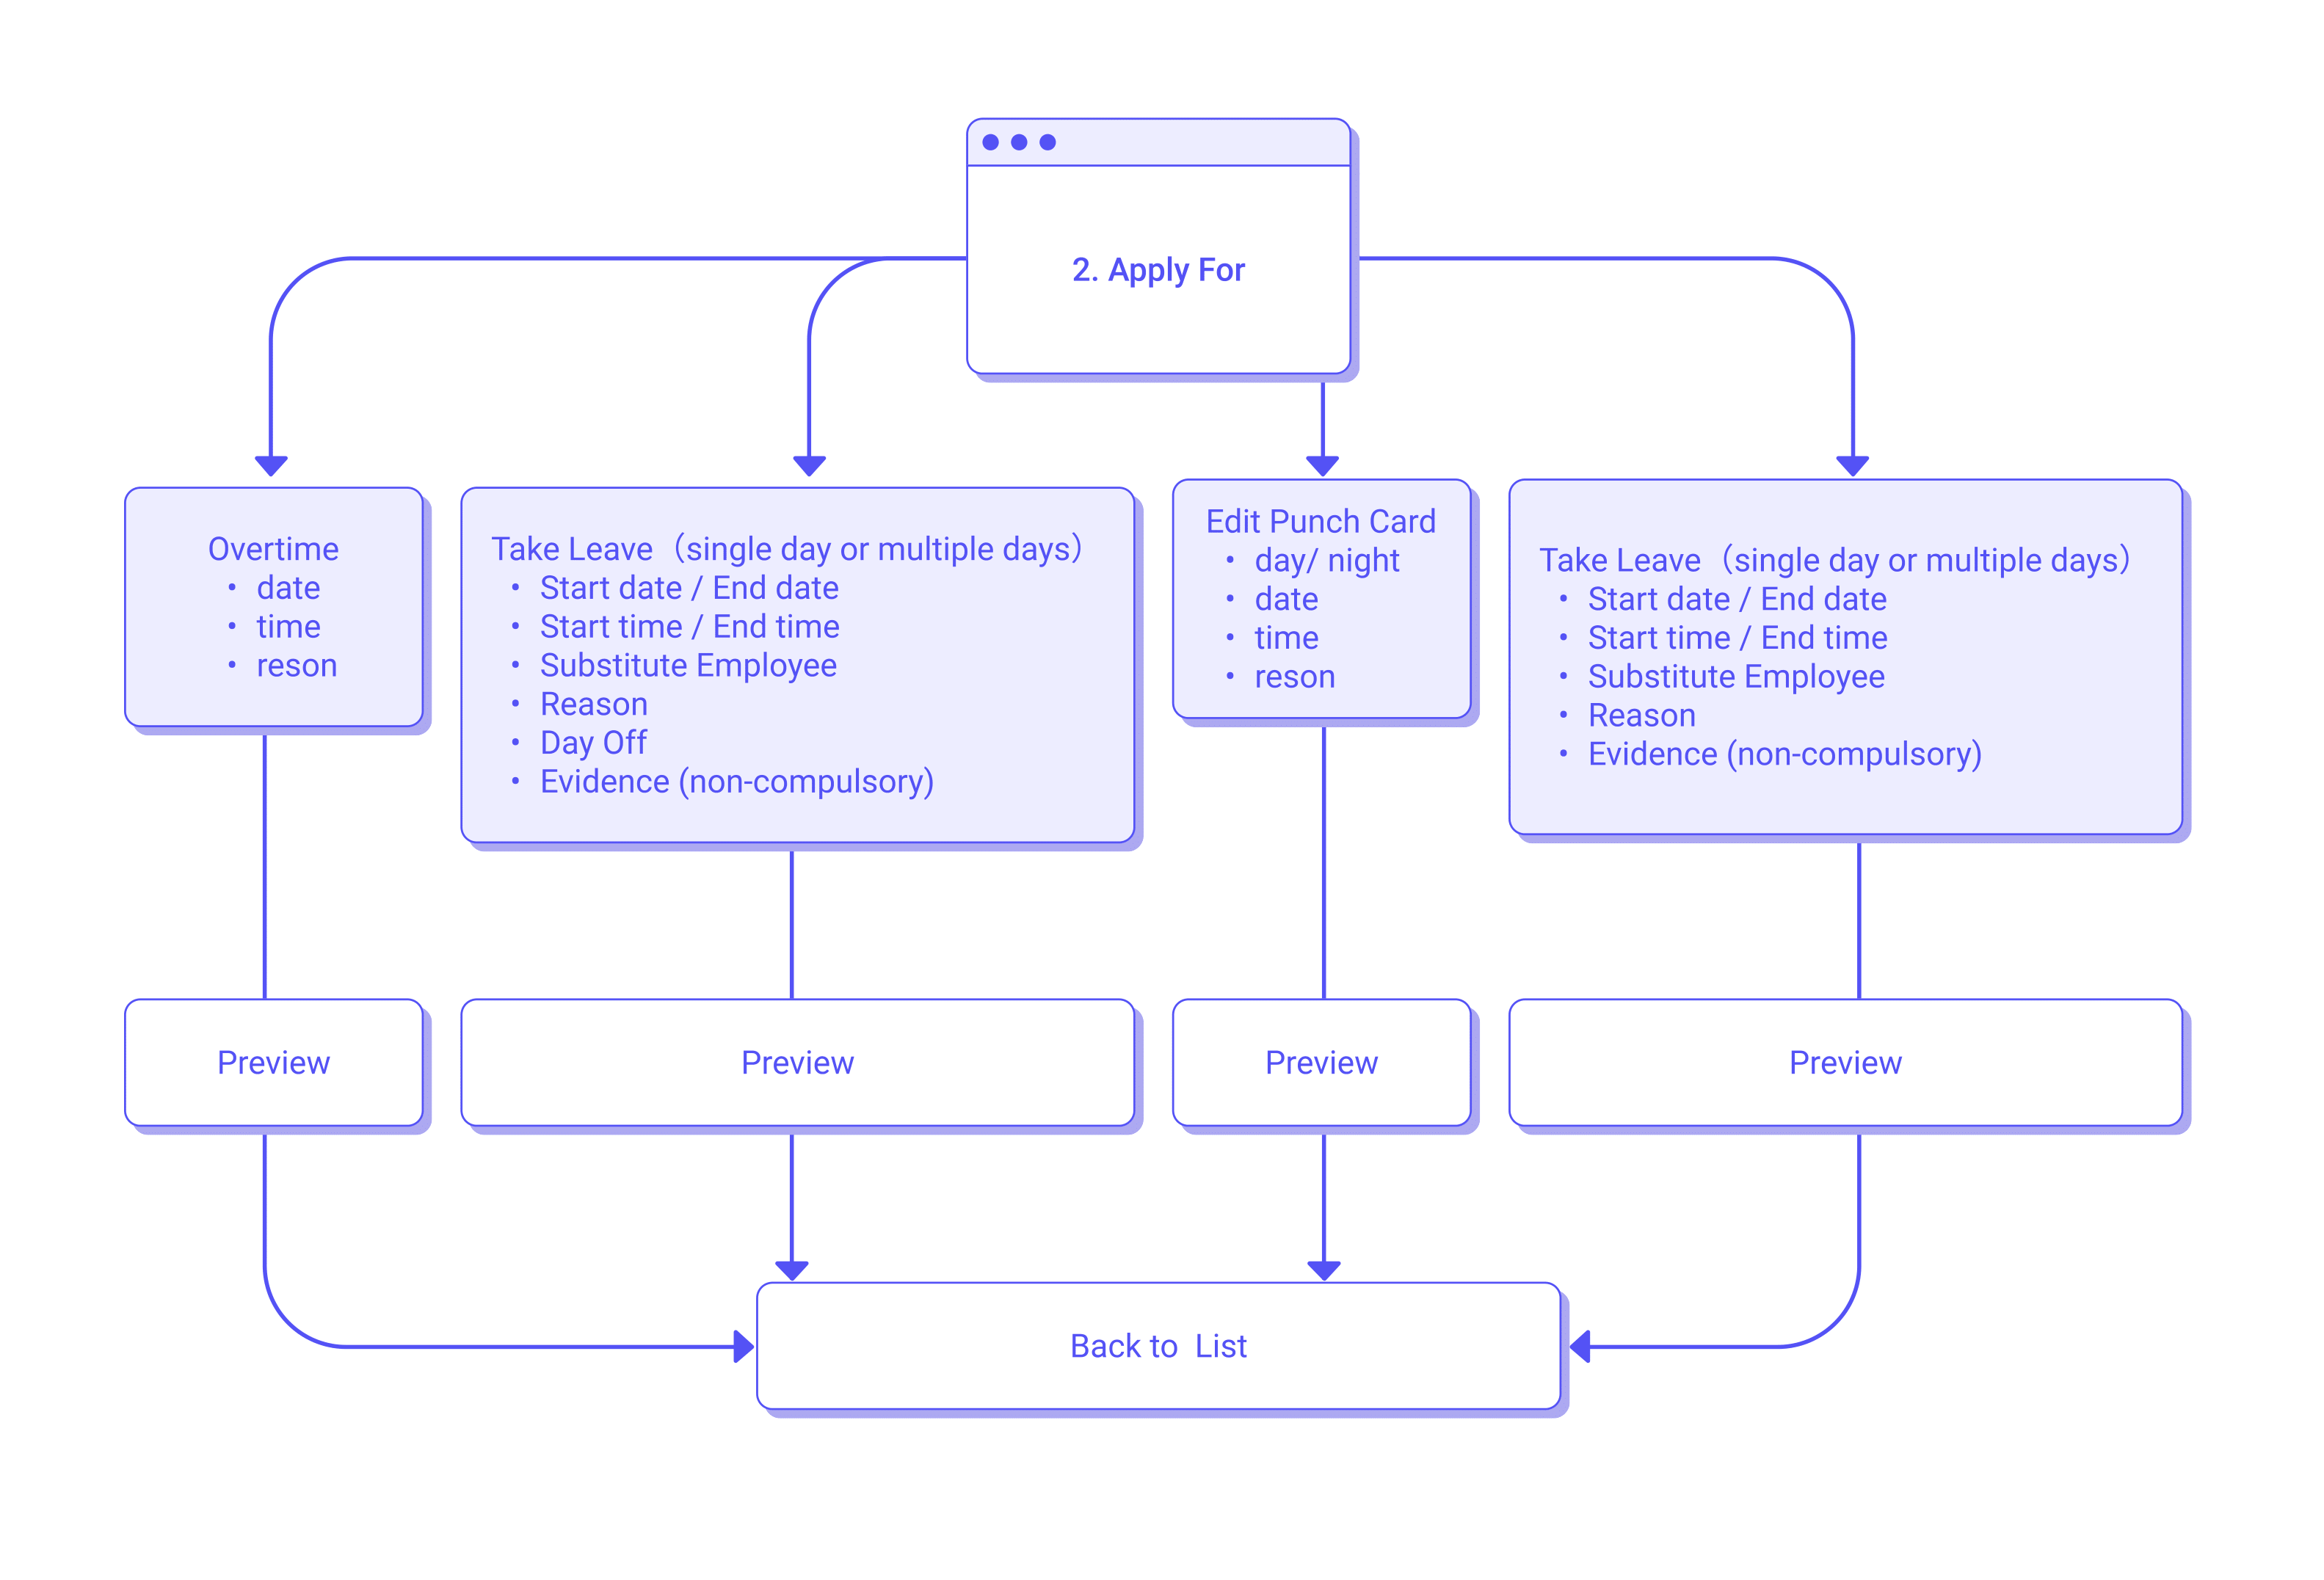 2. Apply For
Overtime
• date
• time
• reson
Take Leave（single day or multiple days）
• Start date / End date
• Start time / End time
• Substitute Employee
• Reason
• Day Off
• Evidence (non-compulsory)
Edit Punch Card
• day/ night
• date
• time
• reson
Take Leave（single day or multiple days）
• Start date / End date
• Start time / End time
• Substitute Employee
• Reason
• Evidence (non-compulsory)
Preview
Preview
Preview
Preview
Back to  List